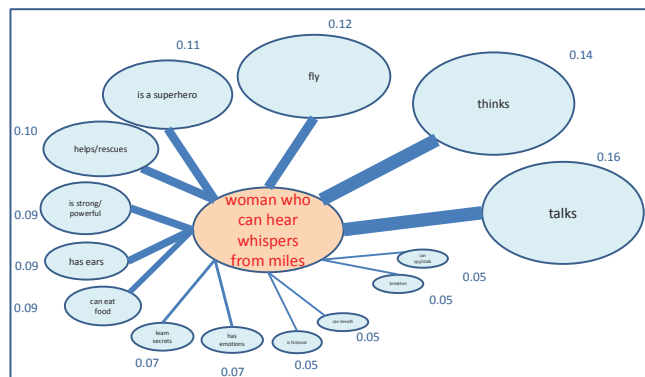 0.12
0.11
0.14
fly
is a superhero
thinks
0.10
helps/rescues
0.16
is strong/
powerful
woman who
can hear
whispers
from miles
talks
0.09
has ears
can
spy/stalk
0.05
0.09
breathes
0.05
can eat
food
0.09
can breath
0.05
learn
secrets
has
emotions
is fictional
0.07
0.07
0.05